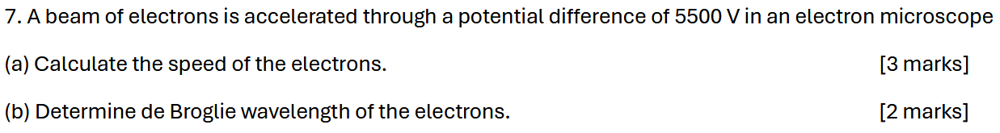 7. A beam of electrons is accelerated through a potential difference of 5500 V in an electron microscope
(a) Calculate the speed of the electrons. [3 marks]
(b) Determine de Broglie wavelength of the electrons. [2 marks]